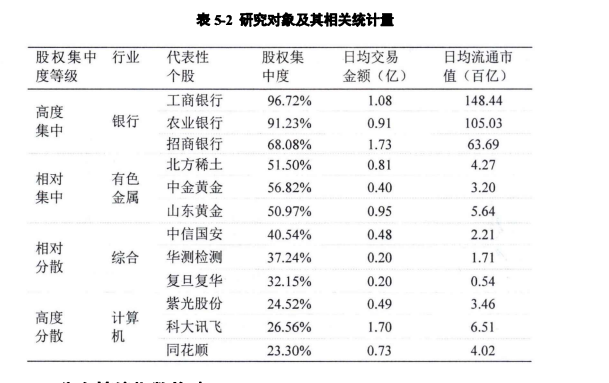 表 5-2 研究对象及其相关统计量
股权集中度等级 行业 代表性个股 股权集中度 日均交易金额（亿） 日均流通市值（百亿）
高度集中 银行 工商银行 96.72% 1.08 148.44
农业银行 91.23% 0.91 105.03
招商银行 68.08% 1.73 63.69
相对集中 有色金属 北方稀土 51.50% 0.81 4.27
中金黄金 56.82% 0.40 3.20
山东黄金 50.97% 0.95 5.64
相对分散 综合 中信国安 40.54% 0.48 2.21
华测检测 37.24% 0.20 1.71
复旦复华 32.15% 0.20 0.54
高度分散 计算机 紫光股份 24.52% 0.49 3.46
科大讯飞 26.56% 1.70 6.51
同花顺 23.30% 0.73 4.02